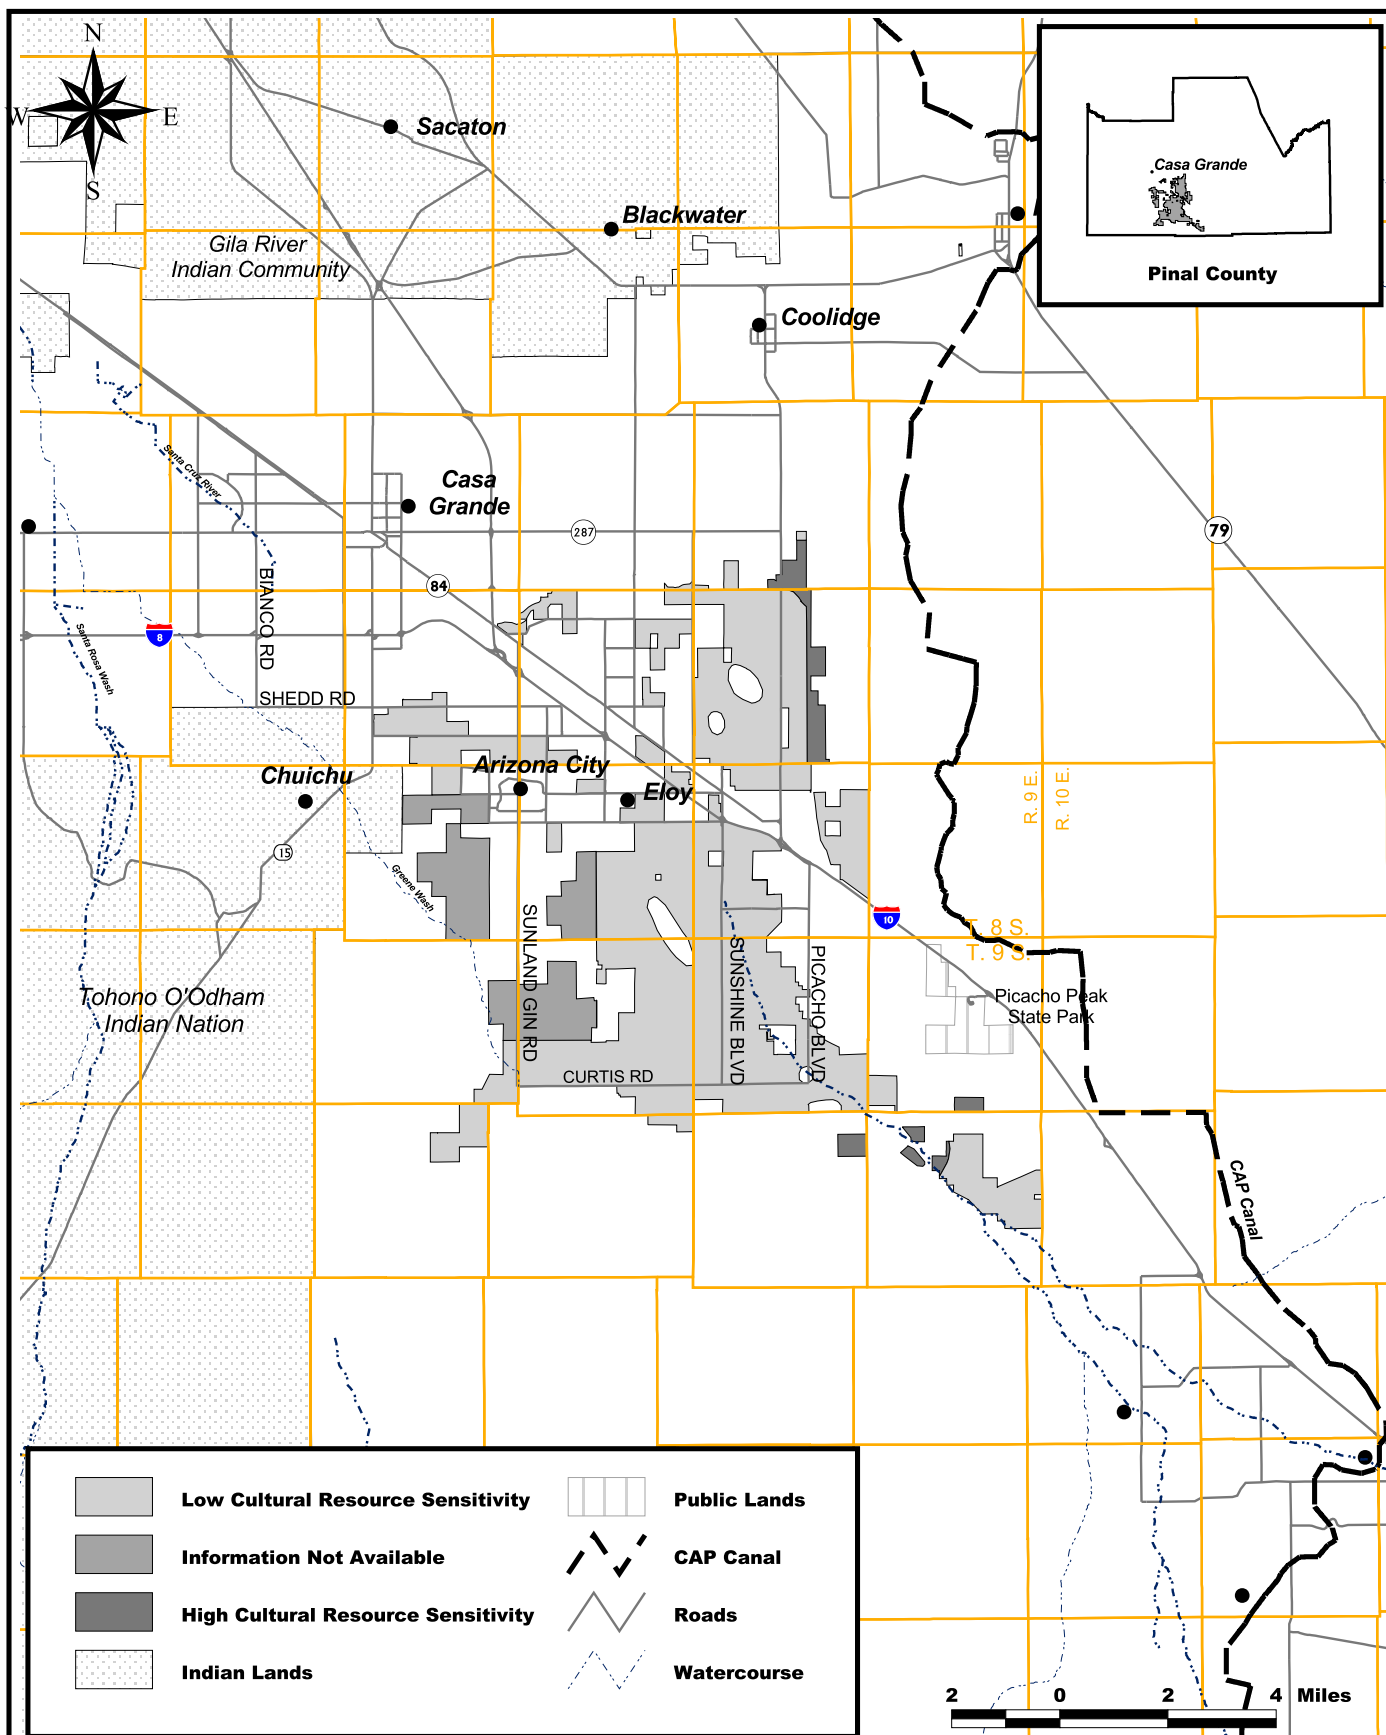 N
W
E
S
Sacaton
Blackwater
Gila River
Indian Community
Coolidge
Casa Grande
Pinal County
Santa Cruz River
Casa
Grande
287
79
84
BIANCO RD
8
Santa Rosa Wash
SHEDD RD
Chuichu
Arizona City
Eloy
R. 9 E.
R. 10 E.
15
Greene Wash
SUNLAND GIN RD
10
T. 8 S.
T. 9 S.
SUNSHINE BLVD
PICACHO BLVD
Tohono O'Odham
Indian Nation
Picacho Peak
State Park
CURTIS RD
CAP Canal
Low Cultural Resource Sensitivity
Public Lands
Information Not Available
CAP Canal
High Cultural Resource Sensitivity
Roads
Indian Lands
Watercourse
2 0 2 4 Miles